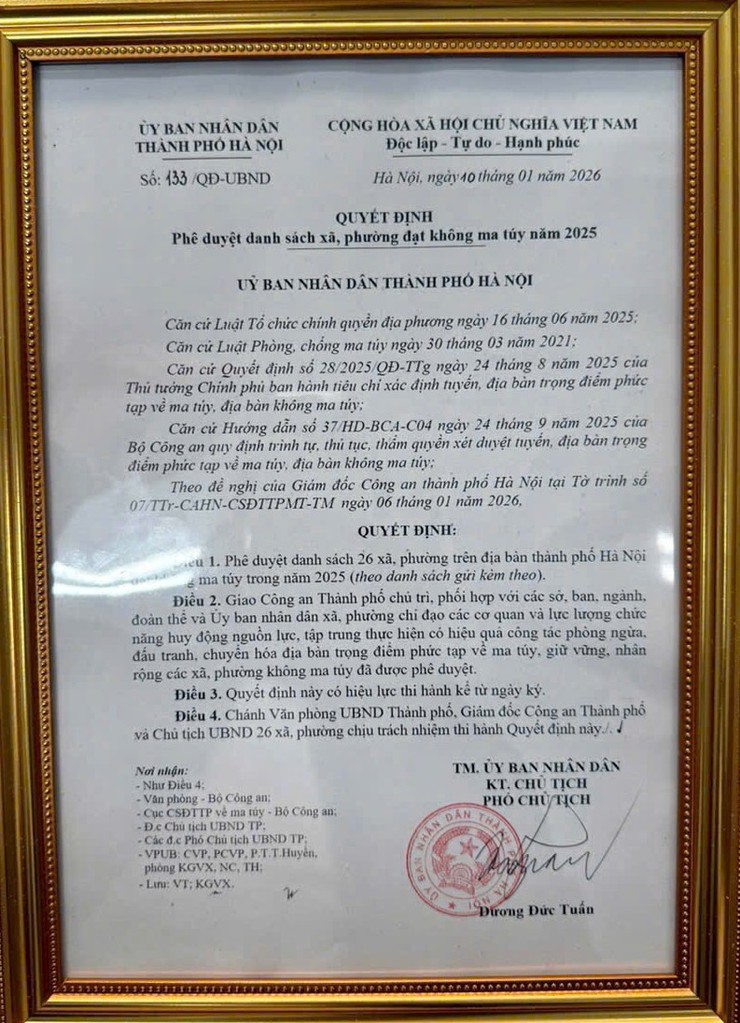 ỦY BAN NHÂN DÂN
THÀNH PHỐ HÀ NỘI
CỘNG HÒA XÃ HỘI CHỦ NGHĨA VIỆT NAM
Độc lập - Tự do - Hạnh phúc
Số: 133 /QĐ-UBND
Hà Nội, ngày 10 tháng 01 năm 2026
QUYẾT ĐỊNH
Phê duyệt danh sách xã, phường đạt không ma túy năm 2025
UỶ BAN NHÂN DÂN THÀNH PHỐ HÀ NỘI
Căn cứ Luật Tổ chức chính quyền địa phương ngày 16 tháng 06 năm 2025;
Căn cứ Luật Phòng, chống ma túy ngày 30 tháng 03 năm 2021;
Căn cứ Quyết định số 28/2025/QĐ-TTg ngày 24 tháng 8 năm 2025 của
Thủ tướng Chính phủ ban hành tiêu chí xác định tuyến, địa bàn trọng điểm phức
tạp về ma túy, địa bàn không ma túy;
Căn cứ Hướng dẫn số 37/HD-BCA-C04 ngày 24 tháng 9 năm 2025 của
Bộ Công an quy định trình tự, thủ tục, thẩm quyền xét duyệt tuyến, địa bàn trọng
điểm phức tạp về ma túy, địa bàn không ma túy;
Theo đề nghị của Giám đốc Công an thành phố Hà Nội tại Tờ trình số
07/TTr-CAHN-CSĐTTPMT-TM ngày 06 tháng 01 năm 2026,
QUYẾT ĐỊNH:
1. Phê duyệt danh sách 26 xã, phường trên địa bàn thành phố Hà Nội
ma túy trong năm 2025 (theo danh sách gửi kèm theo).
Điều 2. Giao Công an Thành phố chủ trì, phối hợp với các sở, ban, ngành,
đoàn thể và Ủy ban nhân dân xã, phường chỉ đạo các cơ quan và lực lượng chức
năng huy động nguồn lực, tập trung thực hiện có hiệu quả công tác phòng ngừa,
đấu tranh, chuyển hóa địa bàn trọng điểm phức tạp về ma túy, giữ vững, nhân
rộng các xã, phường không ma túy đã được phê duyệt.
Điều 3. Quyết định này có hiệu lực thi hành kể từ ngày ký.
Điều 4. Chánh Văn phòng UBND Thành phố, Giám đốc Công an Thành phố
và Chủ tịch UBND 26 xã, phường chịu trách nhiệm thi hành Quyết định này./.
Nơi nhận:
- Như Điều 4;
- Văn phòng - Bộ Công an;
- Cục CSĐTTP về ma túy - Bộ Công an;
- Đ.c Chủ tịch UBND TP;
- Các đ.c Phó Chủ tịch UBND TP;
- VPUB: CVP, PCVP, P.T.T.Huyền,
phòng KGVX, NC, TH;
- Lưu: VT; KGVX.
TM. ỦY BAN NHÂN DÂN
KT. CHỦ TỊCH
PHÓ CHỦ TỊCH
ỦY BAN NHÂN DÂN THÀNH PHỐ HÀ NỘI
Dương Đức Tuấn